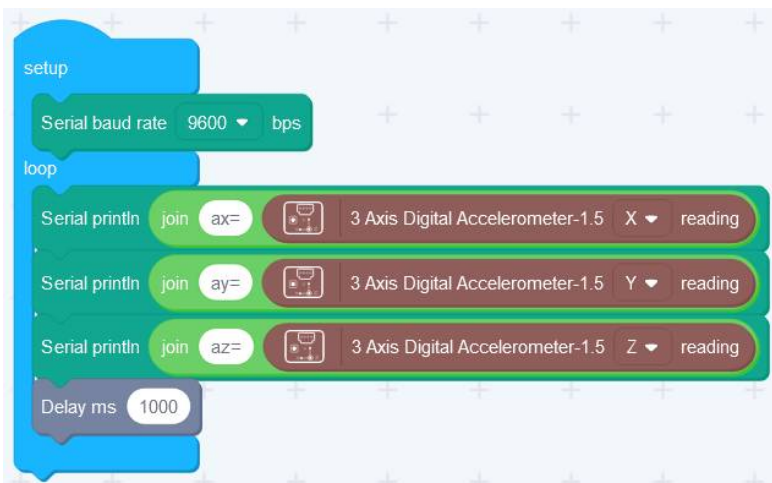 setup
Serial baud rate 9600 bps
loop
Serial println join ax= 3 Axis Digital Accelerometer-1.5 X reading
Serial println join ay= 3 Axis Digital Accelerometer-1.5 Y reading
Serial println join az= 3 Axis Digital Accelerometer-1.5 Z reading
Delay ms 1000